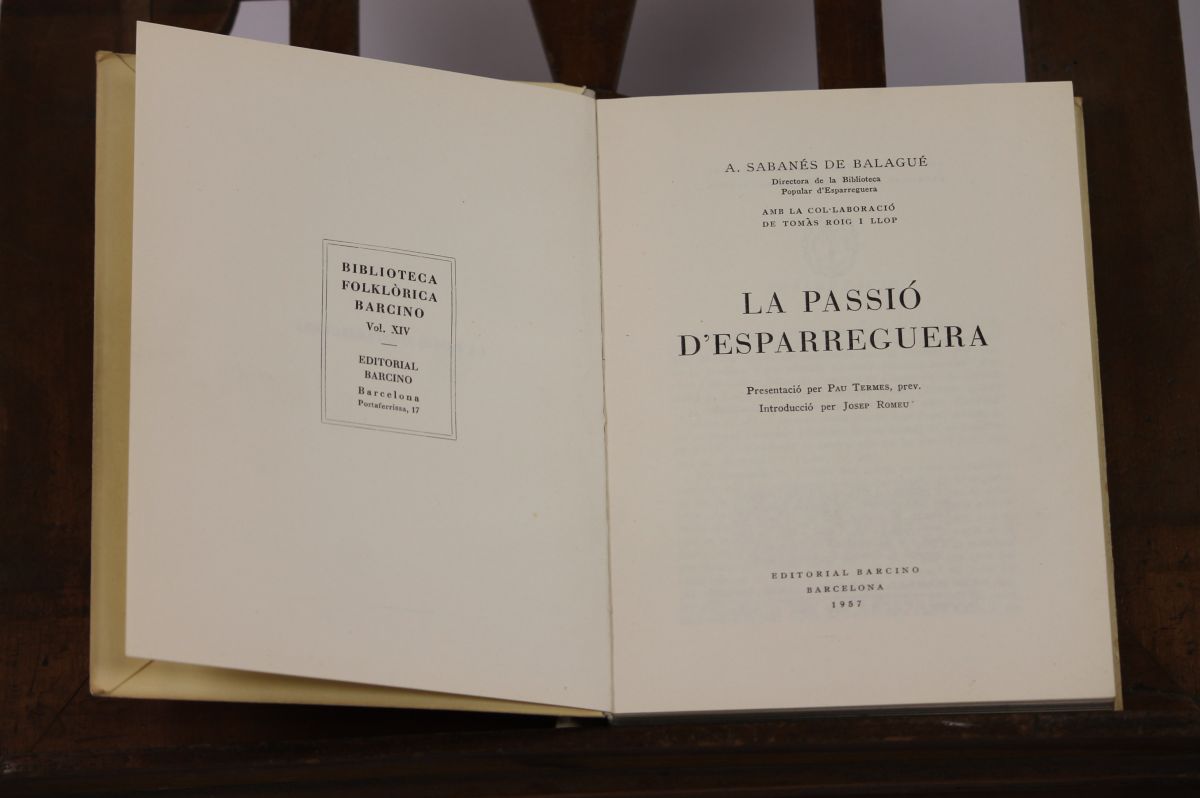 BIBLIOTECA
FOLKLÒRICA
BARCINO
Vol. XIV
EDITORIAL
BARCINO
Barcelona
Portaferrissa, 17
A. SABANÉS DE BALAGUÉ
Directora de la Biblioteca
Popular d'Esparreguera
AMB LA COL·LABORACIÓ
DE TOMÀS ROIG I LLOP
LA PASSIÓ
D'ESPARREGUERA
Presentació per PAU TERMES, prev.
Introducció per JOSEP ROMEU
EDITORIAL BARCINO
BARCELONA
1957